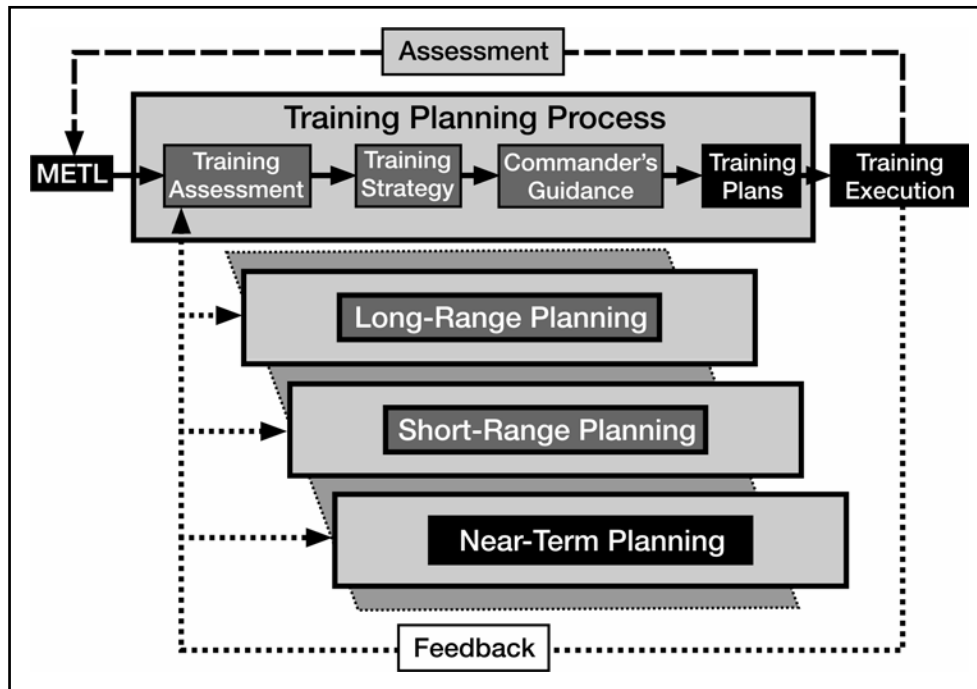 Assessment
Training Planning Process
METL
Training
Assessment
Training
Strategy
Commander's
Guidance
Training
Plans
Training
Execution
Long-Range Planning
Short-Range Planning
Near-Term Planning
Feedback